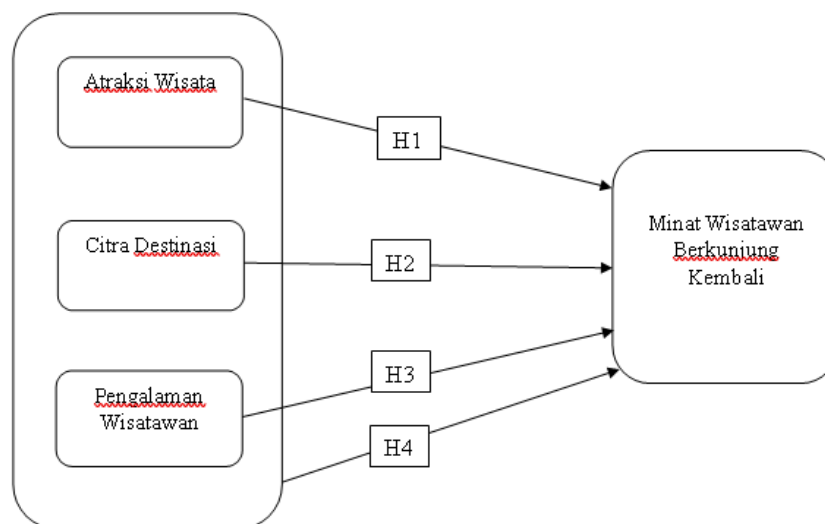 Atraksi Wisata
H1
Citra Destinasi
H2
Minat Wisatawan
Berkunjung
Kembali
Pengalaman
Wisatawan
H3
H4